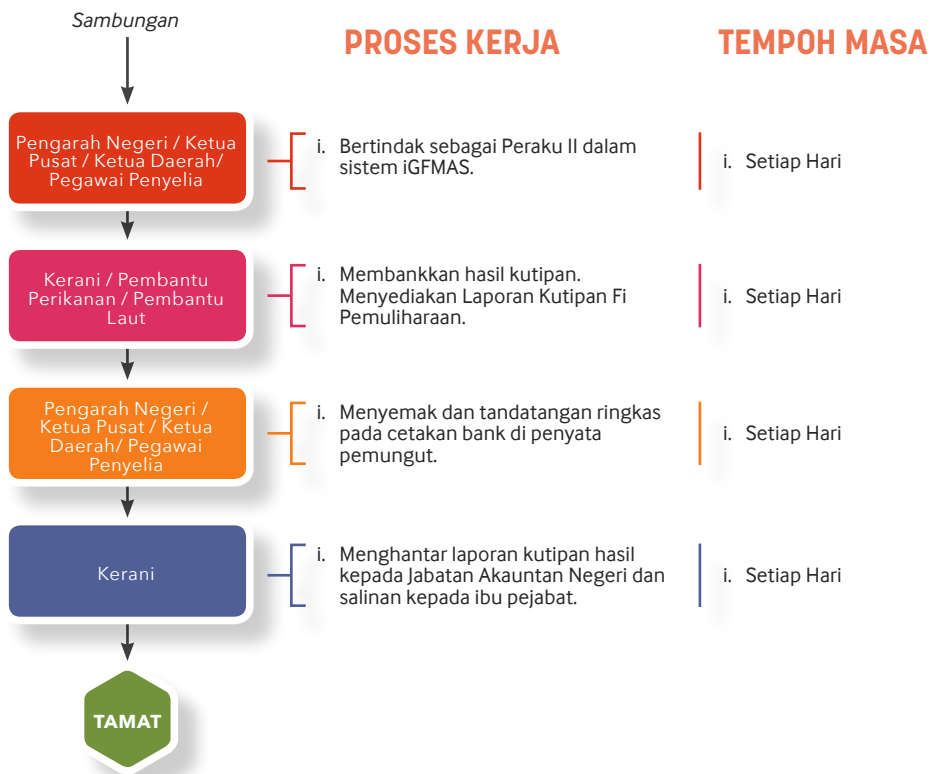 Sambungan
PROSES KERJA
TEMPOH MASA
Pengarah Negeri / Ketua
Pusat / Ketua Daerah/
Pegawai Penyelia
i. Bertindak sebagai Peraku II dalam
sistem iGFMAS.
i. Setiap Hari
Kerani / Pembantu
Perikanan / Pembantu
Laut
i. Membankkan hasil kutipan.
Menyediakan Laporan Kutipan Fi
Pemuliharaan.
i. Setiap Hari
Pengarah Negeri /
Ketua Pusat / Ketua
Daerah/ Pegawai
Penyelia
i. Menyemak dan tandatangan ringkas
pada cetakan bank di penyata
pemungut.
i. Setiap Hari
Kerani
i. Menghantar laporan kutipan hasil
kepada Jabatan Akauntan Negeri dan
salinan kepada ibu pejabat.
i. Setiap Hari
TAMAT